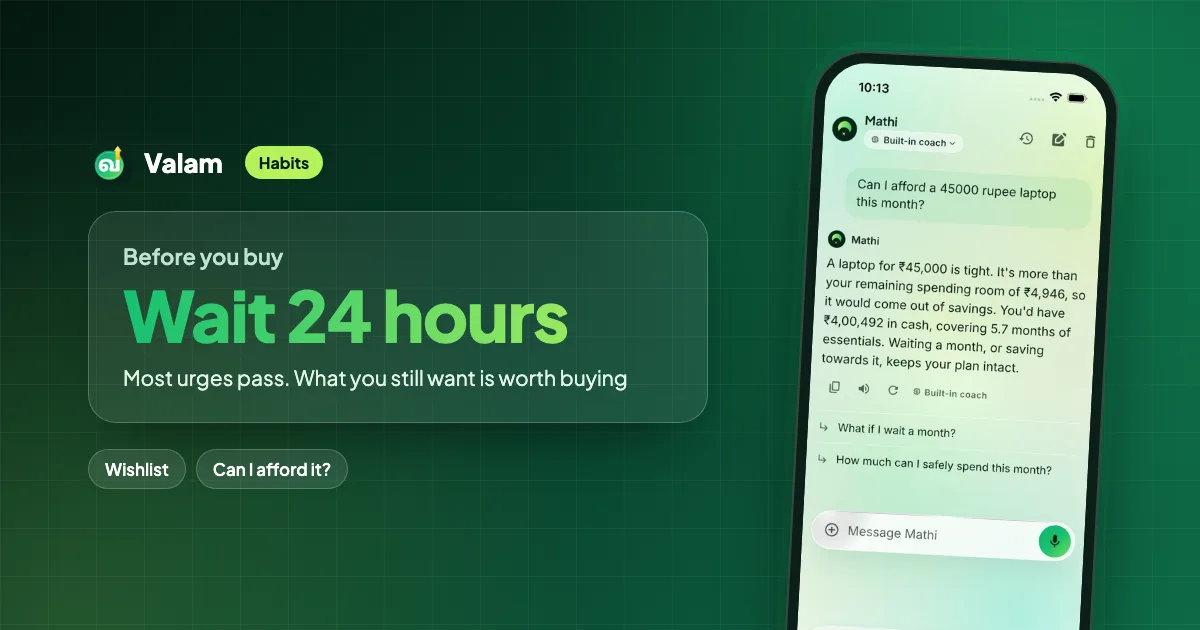 வ
Valam
Habits
Before you buy
Wait 24 hours
Most urges pass. What you still want is worth buying
Wishlist
Can I afford it?
10:13
Mathi
Built-in coach
Can I afford a 45000 rupee laptop
this month?
Mathi
A laptop for ₹45,000 is tight. It's more than
your remaining spending room of ₹4,946, so
it would come out of savings. You'd have
₹4,00,492 in cash, covering 5.7 months of
essentials. Waiting a month, or saving
towards it, keeps your plan intact.
Built-in coach
What if I wait a month?
How much can I safely spend this month?
Message Mathi